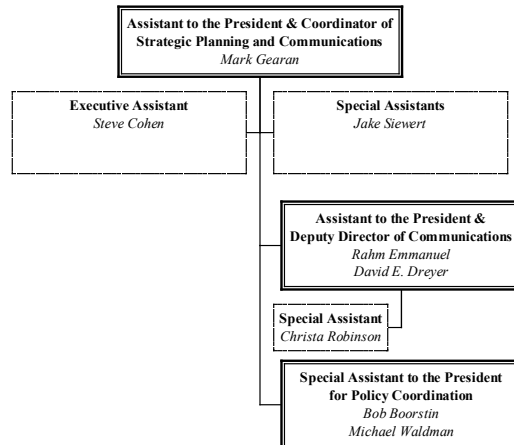 Assistant to the President & Coordinator of
Strategic Planning and Communications
Mark Gearan
Executive Assistant
Steve Cohen
Special Assistants
Jake Siewert
Assistant to the President &
Deputy Director of Communications
Rahm Emmanuel
David E. Dreyer
Special Assistant
Christa Robinson
Special Assistant to the President
for Policy Coordination
Bob Boorstin
Michael Waldman